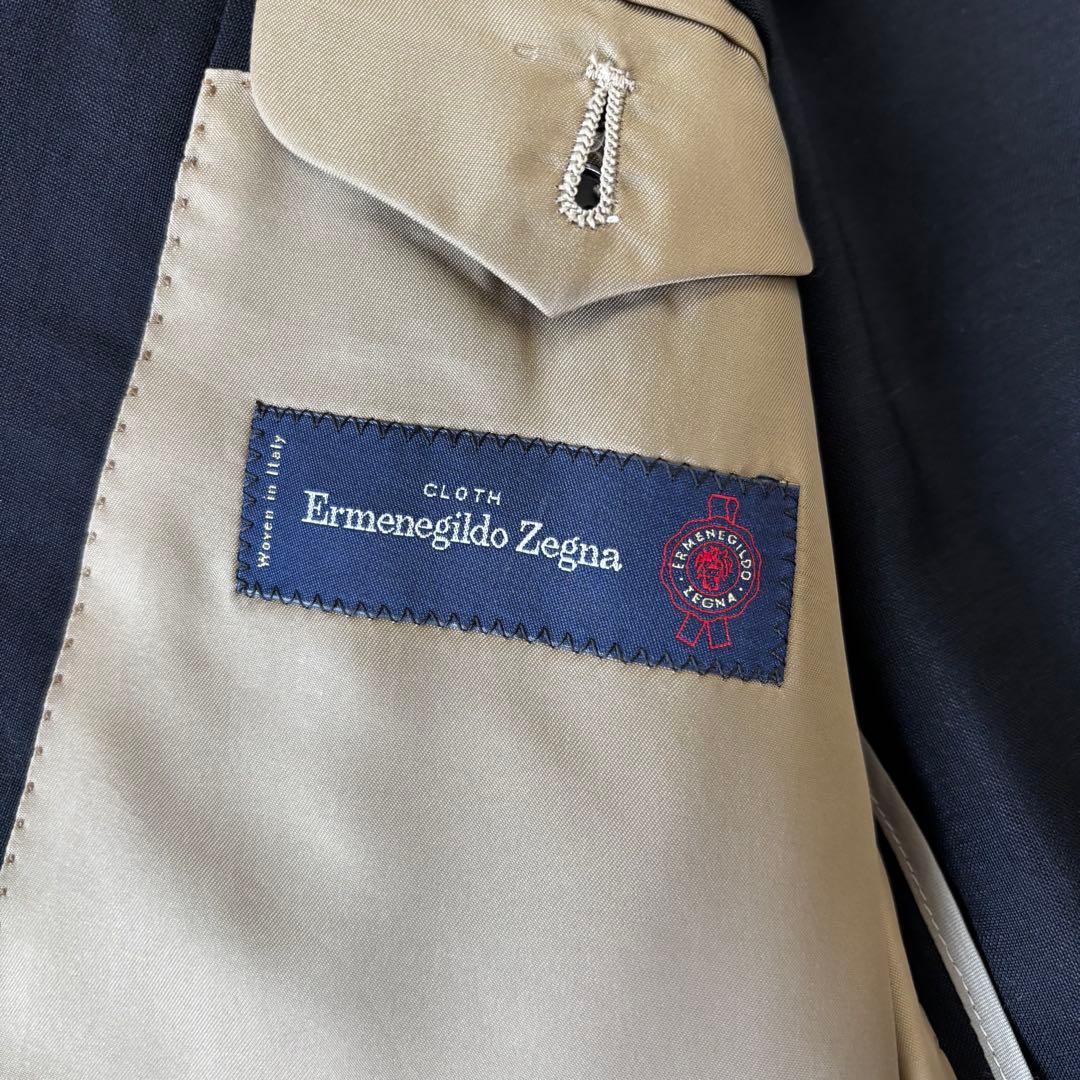 Woven in Italy
CLOTH
Ermenegildo Zegna
ERMENEGILDO
· ZEGNA ·